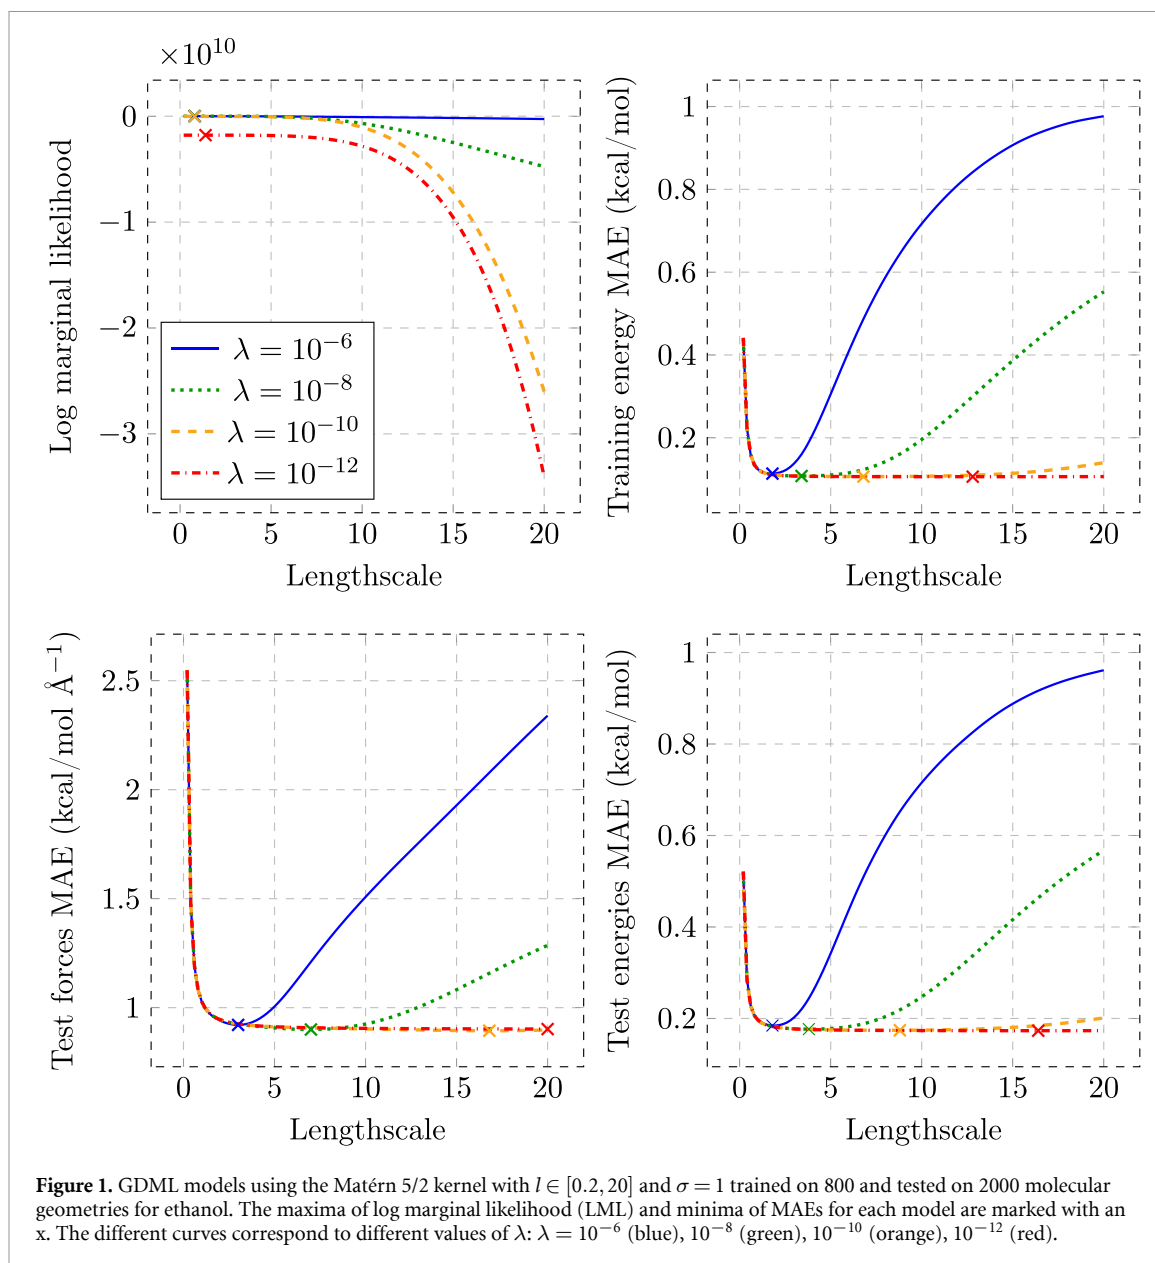 ×10^10
0
−1
−2
−3
Log marginal likelihood
λ = 10^−6
λ = 10^−8
λ = 10^−10
λ = 10^−12
0 5 10 15 20
Lengthscale
1
0.8
0.6
0.4
0.2
Training energy MAE (kcal/mol)
0 5 10 15 20
Lengthscale
2.5
2
1.5
1
Test forces MAE (kcal/mol Å^−1)
0 5 10 15 20
Lengthscale
1
0.8
0.6
0.4
0.2
Test energies MAE (kcal/mol)
0 5 10 15 20
Lengthscale
Figure 1. GDML models using the Matérn 5/2 kernel with l ∈ [0.2, 20] and σ = 1 trained on 800 and tested on 2000 molecular
geometries for ethanol. The maxima of log marginal likelihood (LML) and minima of MAEs for each model are marked with an
x. The different curves correspond to different values of λ: λ = 10^−6 (blue), 10^−8 (green), 10^−10 (orange), 10^−12 (red).